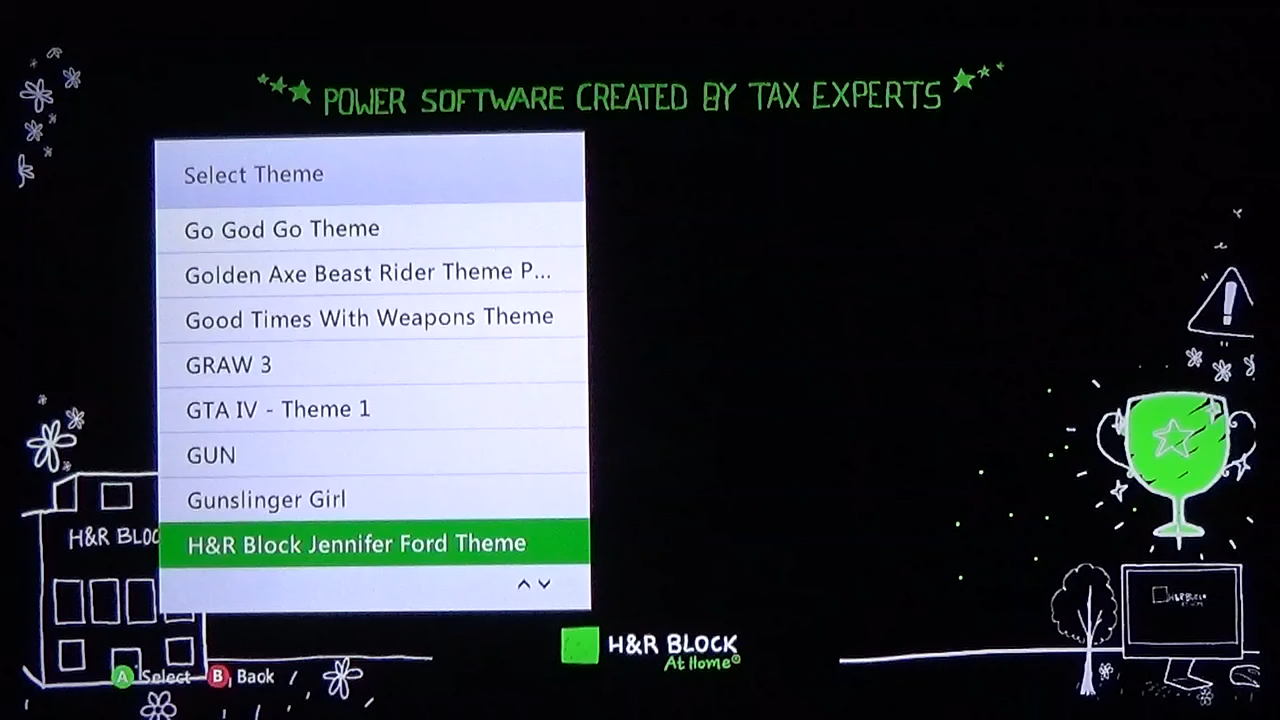 POWER SOFTWARE CREATED BY TAX EXPERTS
Select Theme
Go God Go Theme
Golden Axe Beast Rider Theme P...
Good Times With Weapons Theme
GRAW 3
GTA IV - Theme 1
GUN
Gunslinger Girl
H&R Block Jennifer Ford Theme
H&R BLOC
H&R BLOCK
H&R BLOCK
At Home®
A Select B Back